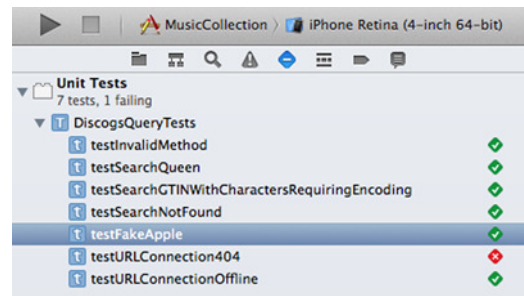 MusicCollection
iPhone Retina (4-inch 64-bit)
Unit Tests
7 tests, 1 failing
T DiscogsQueryTests
t testInvalidMethod
t testSearchQueen
t testSearchGTINWithCharactersRequiringEncoding
t testSearchNotFound
t testFakeApple
t testURLConnection404
t testURLConnectionOffline